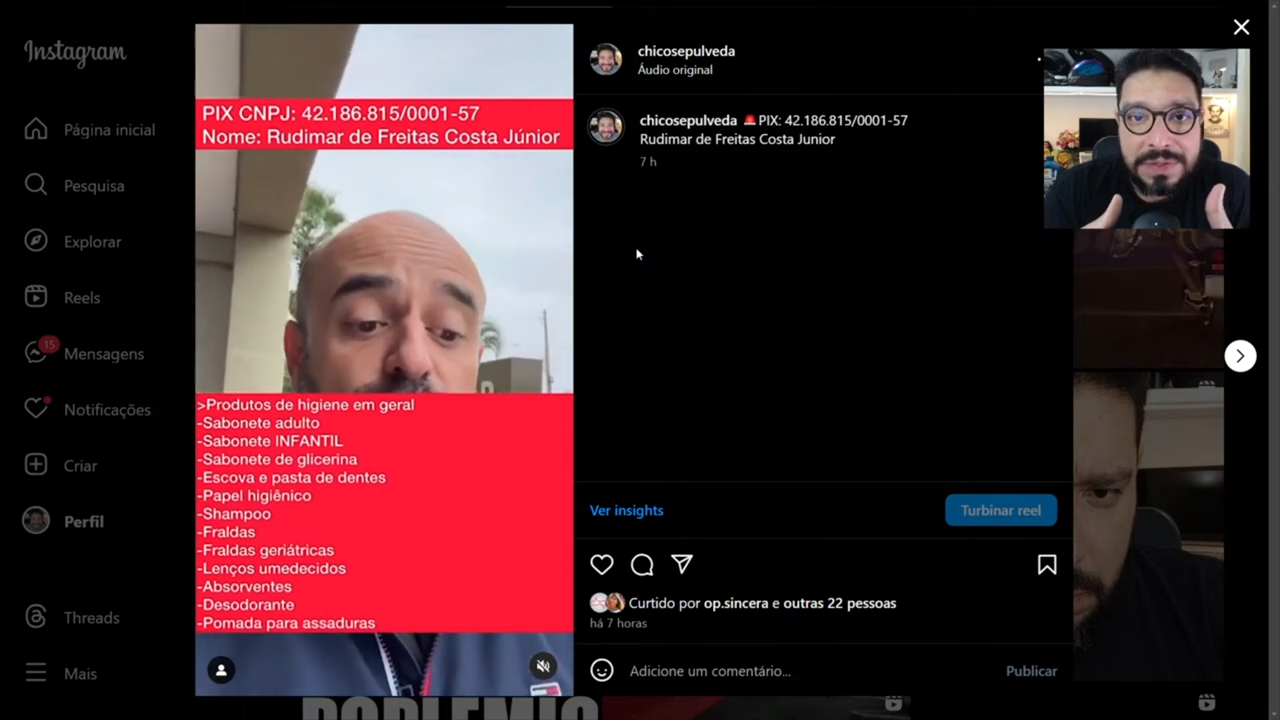 Instagram
Página inicial
Pesquisa
Explorar
Reels
15
Mensagens
Notificações
Criar
Perfil
Threads
Mais
PIX CNPJ: 42.186.815/0001-57
Nome: Rudimar de Freitas Costa Júnior
>Produtos de higiene em geral
-Sabonete adulto
-Sabonete INFANTIL
-Sabonete de glicerina
-Escova e pasta de dentes
-Papel higiênico
-Shampoo
-Fraldas
-Fraldas geriátricas
-Lenços umedecidos
-Absorventes
-Desodorante
-Pomada para assaduras
chicosepulveda
Áudio original
chicosepulveda 🚨PIX: 42.186.815/0001-57
Rudimar de Freitas Costa Junior
7 h
Ver insights
Turbinar reel
Curtido por op.sincera e outras 22 pessoas
há 7 horas
Adicione um comentário...
Publicar